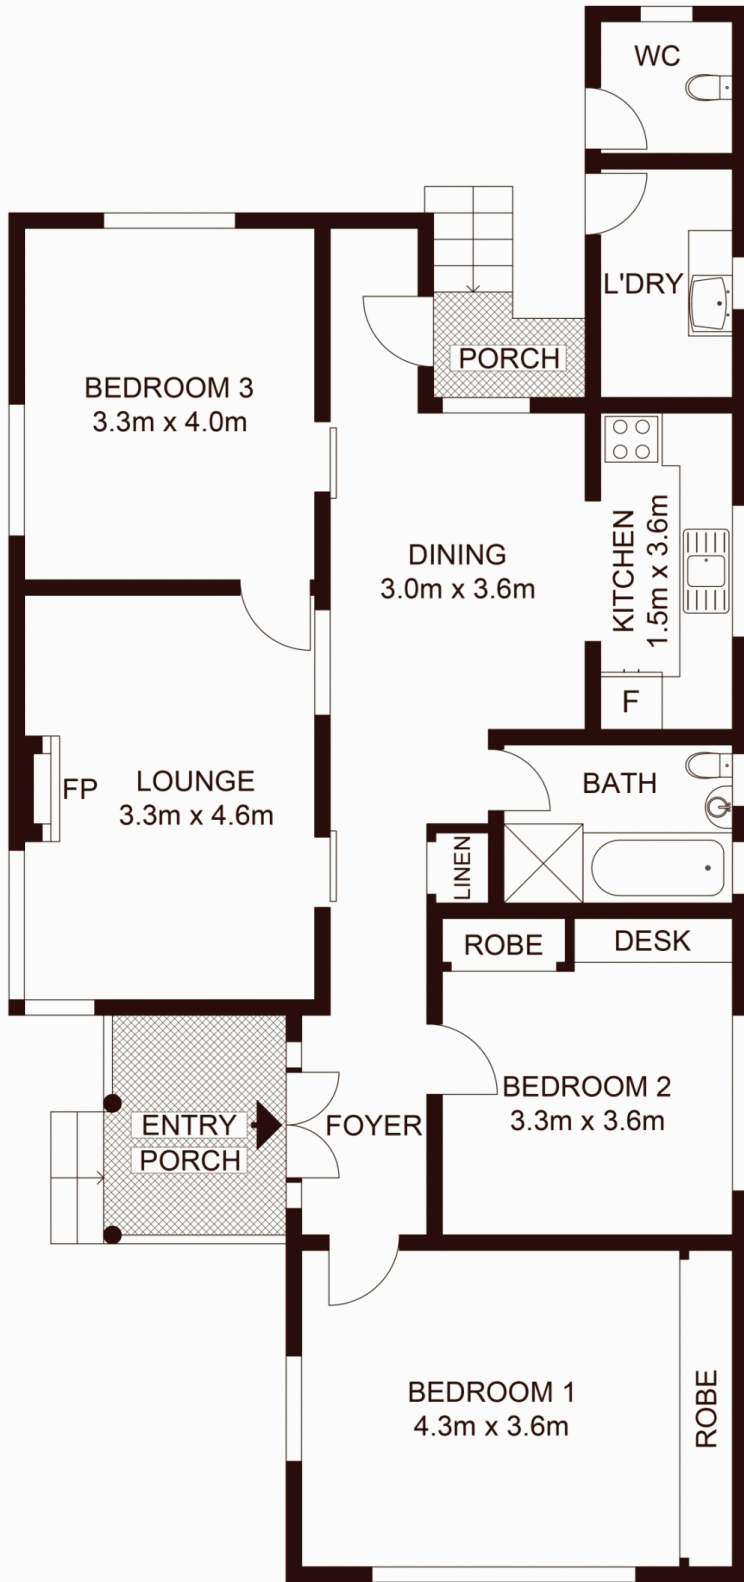 WC
L'DRY
PORCH
BEDROOM 3
3.3m x 4.0m
DINING
3.0m x 3.6m
KITCHEN
1.5m x 3.6m
F
LOUNGE
3.3m x 4.6m
FP
BATH
LINEN
ROBE
DESK
BEDROOM 2
3.3m x 3.6m
ENTRY
PORCH
FOYER
BEDROOM 1
4.3m x 3.6m
ROBE